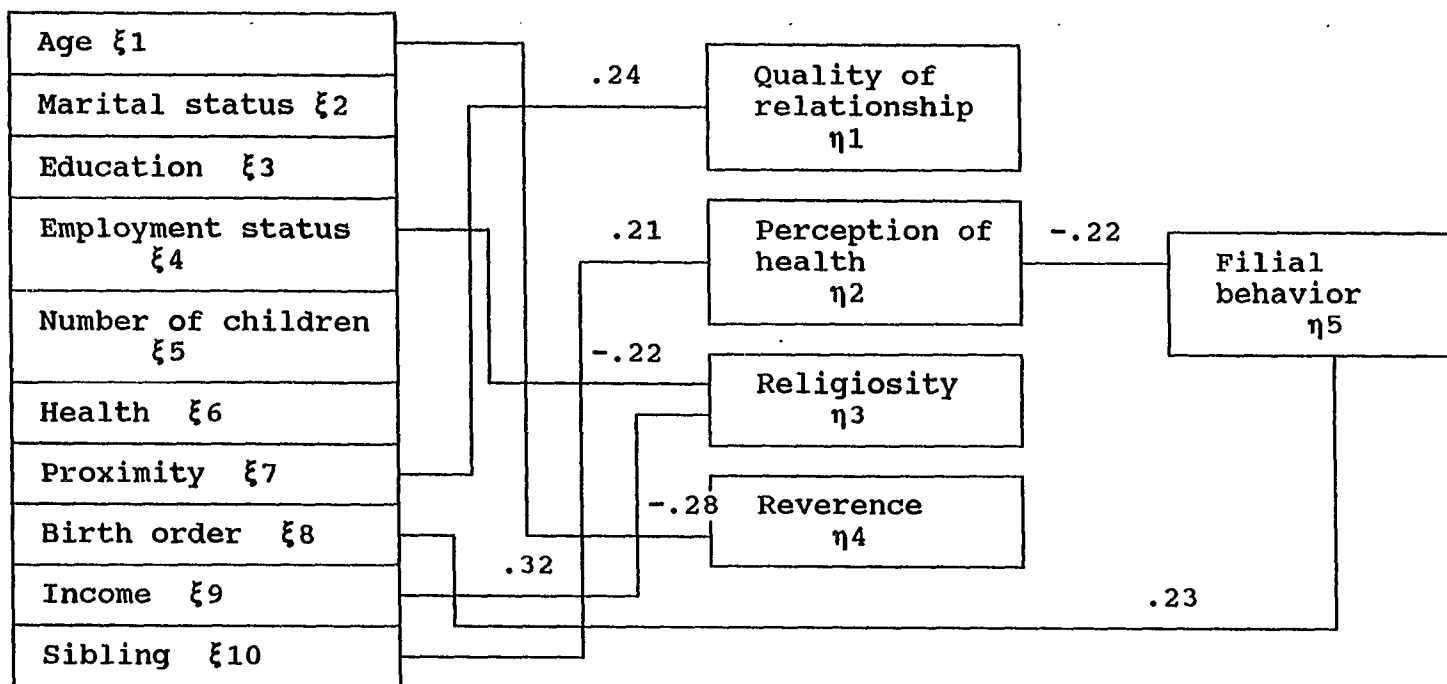 Age ξ1
Marital status ξ2
Education ξ3
Employment status
ξ4
Number of children
ξ5
Health ξ6
Proximity ξ7
Birth order ξ8
Income ξ9
Sibling ξ10
.24
.21
-.22
-.28
.32
Quality of
relationship
η1
Perception of
health
η2
Religiosity
η3
Reverence
η4
-.22
Filial
behavior
η5
.23